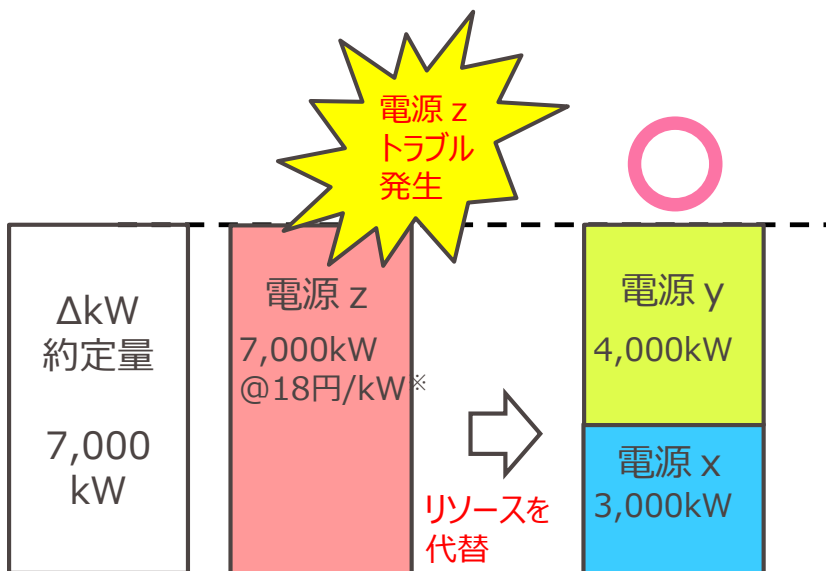 電源 z
トラブル
発生
ΔkW
約定量
7,000
kW
電源 z
7,000kW
@18円/kW※
リソースを
代替
電源 y
4,000kW
電源 x
3,000kW